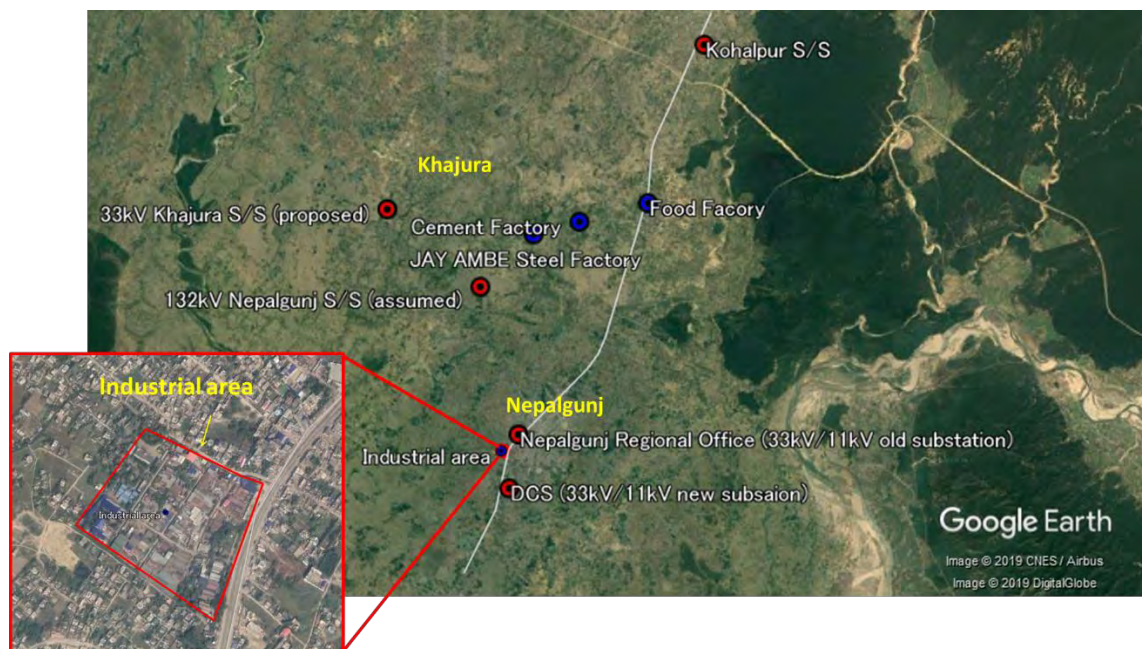 Kohalpur S/S
Khajura
33kV Khajura S/S (proposed)
Food Facory
Cement Factory
JAY AMBE Steel Factory
132kV Nepalgunj S/S (assumed)
Industrial area
Nepalgunj
Nepalgunj Regional Office (33kV/11kV old substation)
Industrial area
DCS (33kV/11kV new subsaion)
Industrial area
Google Earth
Image © 2019 CNES / Airbus
Image © 2019 DigitalGlobe